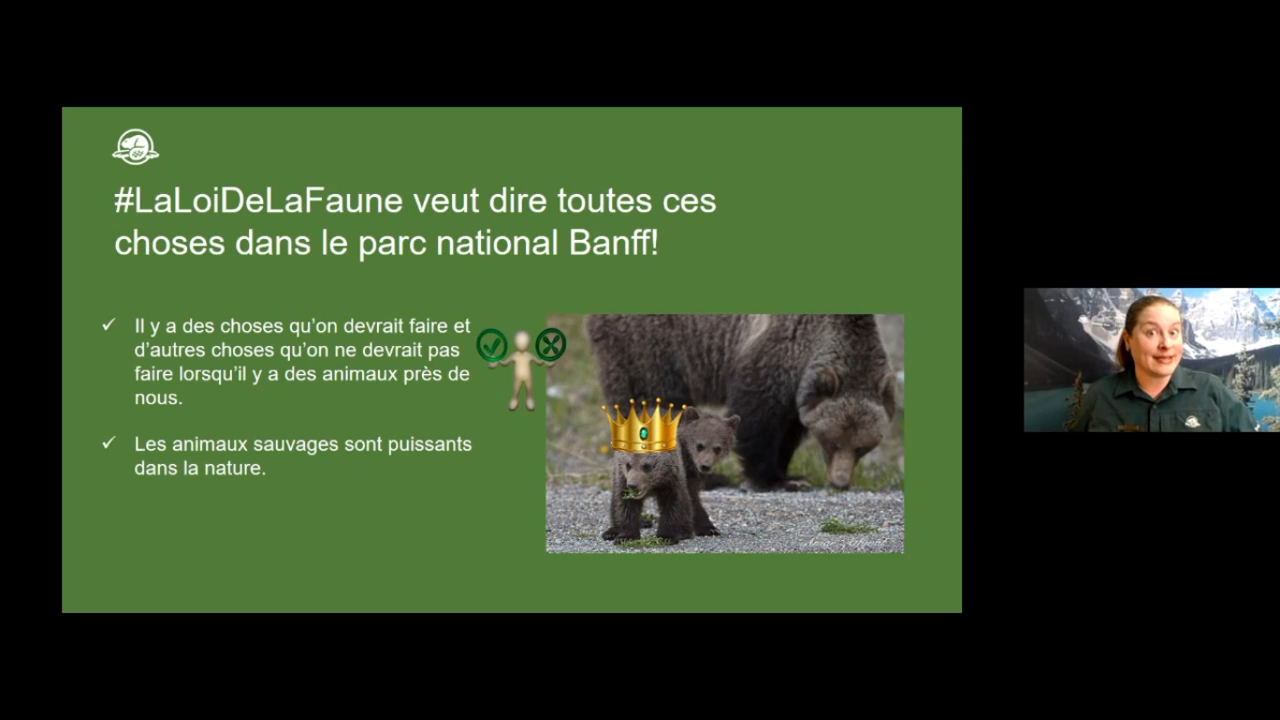 #LaLoiDeLaFaune veut dire toutes ces
choses dans le parc national Banff!
Il y a des choses qu’on devrait faire et
d’autres choses qu’on ne devrait pas
faire lorsqu’il y a des animaux près de
nous.
Les animaux sauvages sont puissants
dans la nature.